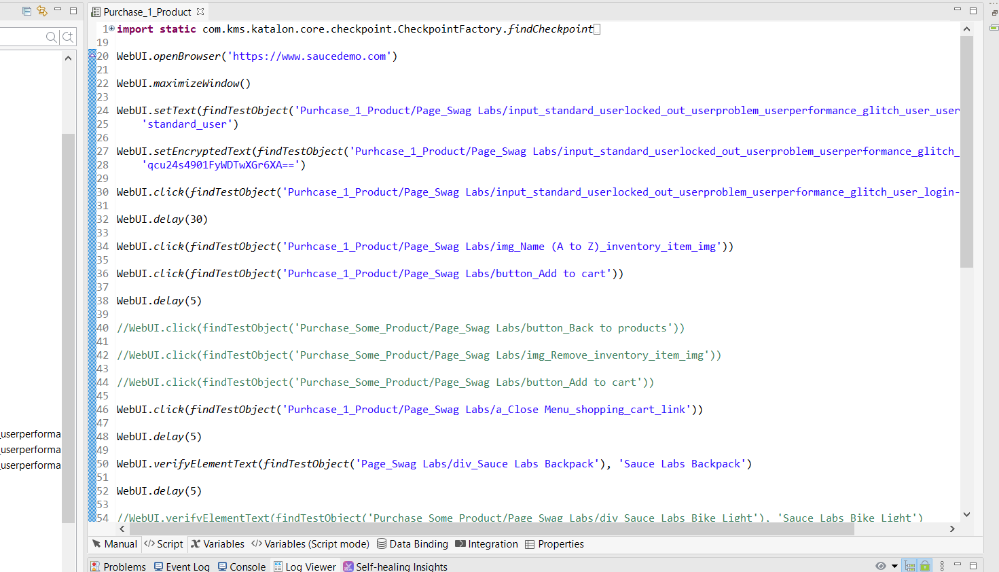 Purchase_1_Product
1 import static com.kms.katalon.core.checkpoint.CheckpointFactory.findCheckpoint
19
20 WebUI.openBrowser('https://www.saucedemo.com')
21
22 WebUI.maximizeWindow()
23
24 WebUI.setText(findTestObject('Purhcase_1_Product/Page_Swag Labs/input_standard_userlocked_out_userproblem_userperformance_glitch_user_user
25 'standard_user')
26
27 WebUI.setEncryptedText(findTestObject('Purhcase_1_Product/Page_Swag Labs/input_standard_userlocked_out_userproblem_userperformance_glitch_
28 'qcu24s4901FyWDTwXGr6XA==')
29
30 WebUI.click(findTestObject('Purhcase_1_Product/Page_Swag Labs/input_standard_userlocked_out_userproblem_userperformance_glitch_user_login-
31
32 WebUI.delay(30)
33
34 WebUI.click(findTestObject('Purhcase_1_Product/Page_Swag Labs/img_Name (A to Z)_inventory_item_img'))
35
36 WebUI.click(findTestObject('Purhcase_1_Product/Page_Swag Labs/button_Add to cart'))
37
38 WebUI.delay(5)
39
40 //WebUI.click(findTestObject('Purchase_Some_Product/Page_Swag Labs/button_Back to products'))
41
42 //WebUI.click(findTestObject('Purchase_Some_Product/Page_Swag Labs/img_Remove_inventory_item_img'))
43
44 //WebUI.click(findTestObject('Purchase_Some_Product/Page_Swag Labs/button_Add to cart'))
45
46 WebUI.click(findTestObject('Purhcase_1_Product/Page_Swag Labs/a_Close Menu_shopping_cart_link'))
47
48 WebUI.delay(5)
49
50 WebUI.verifyElementText(findTestObject('Page_Swag Labs/div_Sauce Labs Backpack'), 'Sauce Labs Backpack')
51
52 WebUI.delay(5)
53
54 //WebUI.verifyElementText(findTestObject('Purchase_Some_Product/Page_Swag Labs/div_Sauce Labs Bike Light'), 'Sauce Labs Bike Light')
_userperforma
_userperforma
_userperforma
Manual </> Script Variables </> Variables (Script mode) Data Binding Integration Properties
Problems Event Log Console Log Viewer Self-healing Insights